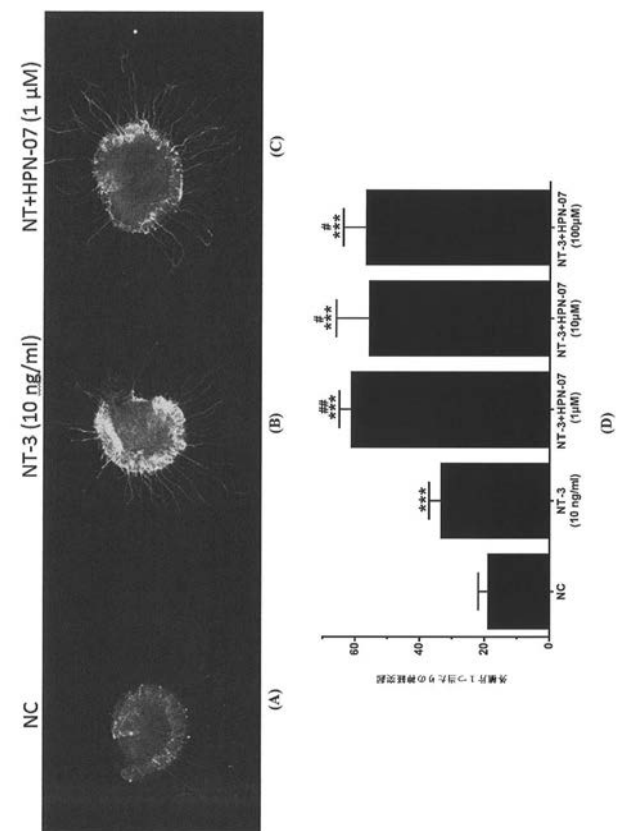 NC
NT-3 (10 ng/ml)
NT+HPN-07 (1 μM)
(A)
(B)
(C)
外植片1つ当たりの神経突起
60
40
20
0
***
##
***
#
***
#
***
NC
NT-3
(10 ng/ml)
NT-3+HPN-07
(1μM)
NT-3+HPN-07
(10μM)
NT-3+HPN-07
(100μM)
(D)